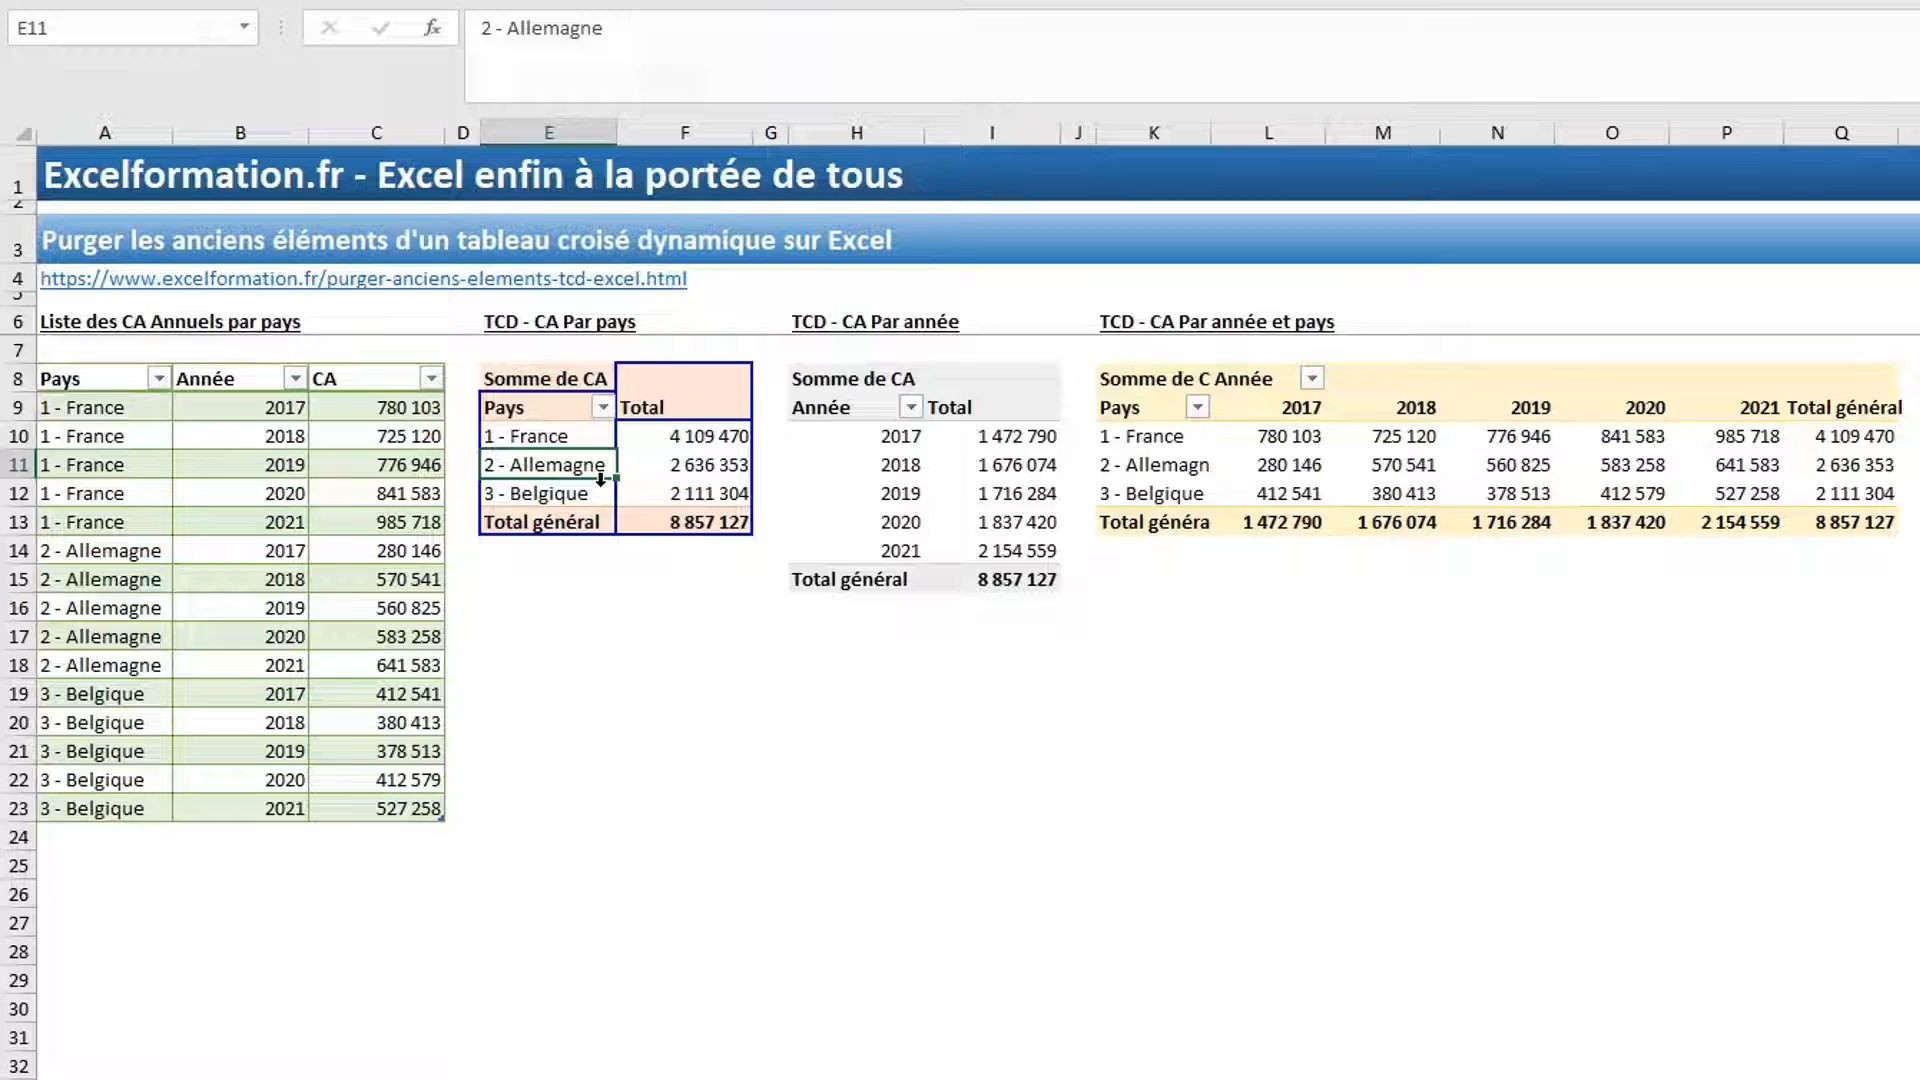 E11 fx 2 - Allemagne
A B C D E F G H I J K L M N O P Q
1 Excelformation.fr - Excel enfin à la portée de tous
2
3 Purger les anciens éléments d'un tableau croisé dynamique sur Excel
4 https://www.excelformation.fr/purger-anciens-elements-tcd-excel.html
5
6 Liste des CA Annuels par pays TCD - CA Par pays TCD - CA Par année TCD - CA Par année et pays
7
8 Pays Année CA Somme de CA Somme de CA Somme de C Année
9 1 - France 2017 780 103 Pays Total Année Total Pays 2017 2018 2019 2020 2021 Total général
10 1 - France 2018 725 120 1 - France 4 109 470 2017 1 472 790 1 - France 780 103 725 120 776 946 841 583 985 718 4 109 470
11 1 - France 2019 776 946 2 - Allemagne 2 636 353 2018 1 676 074 2 - Allemagn 280 146 570 541 560 825 583 258 641 583 2 636 353
12 1 - France 2020 841 583 3 - Belgique 2 111 304 2019 1 716 284 3 - Belgique 412 541 380 413 378 513 412 579 527 258 2 111 304
13 1 - France 2021 985 718 Total général 8 857 127 2020 1 837 420 Total généra 1 472 790 1 676 074 1 716 284 1 837 420 2 154 559 8 857 127
14 2 - Allemagne 2017 280 146 2021 2 154 559
15 2 - Allemagne 2018 570 541 Total général 8 857 127
16 2 - Allemagne 2019 560 825
17 2 - Allemagne 2020 583 258
18 2 - Allemagne 2021 641 583
19 3 - Belgique 2017 412 541
20 3 - Belgique 2018 380 413
21 3 - Belgique 2019 378 513
22 3 - Belgique 2020 412 579
23 3 - Belgique 2021 527 258
24
25
26
27
28
29
30
31
32